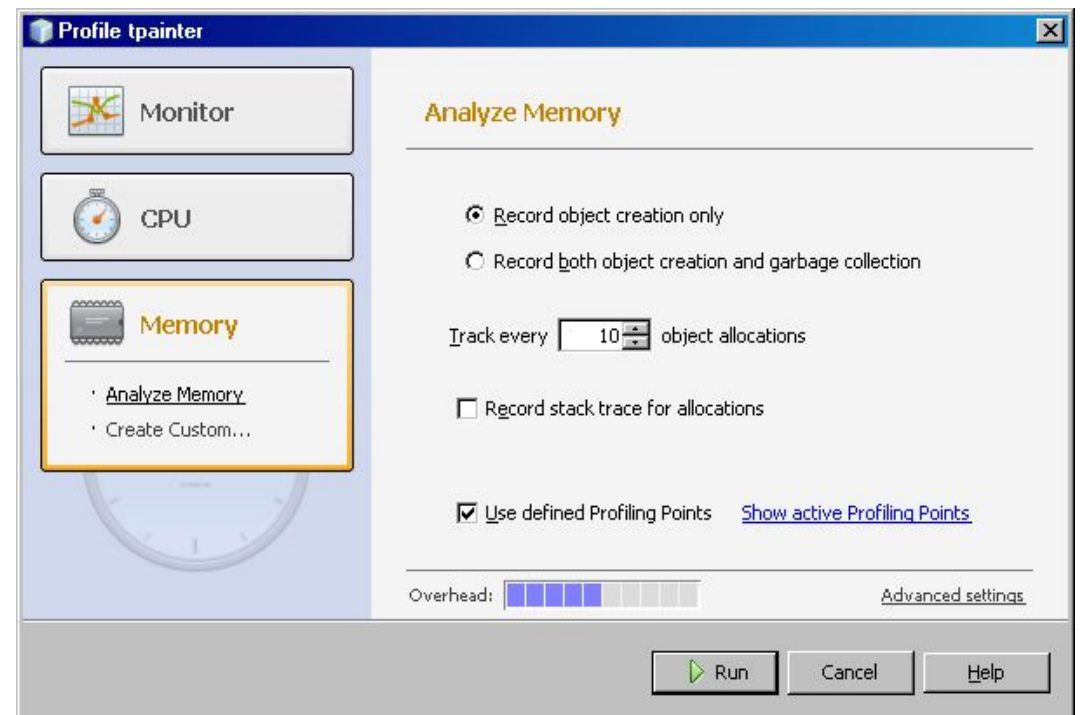 Profile tpainter
Monitor
CPU
Memory
· Analyze Memory
· Create Custom...
Analyze Memory
Record object creation only
Record both object creation and garbage collection
Track every 10 object allocations
Record stack trace for allocations
Use defined Profiling Points Show active Profiling Points
Overhead: Advanced settings
Run Cancel Help